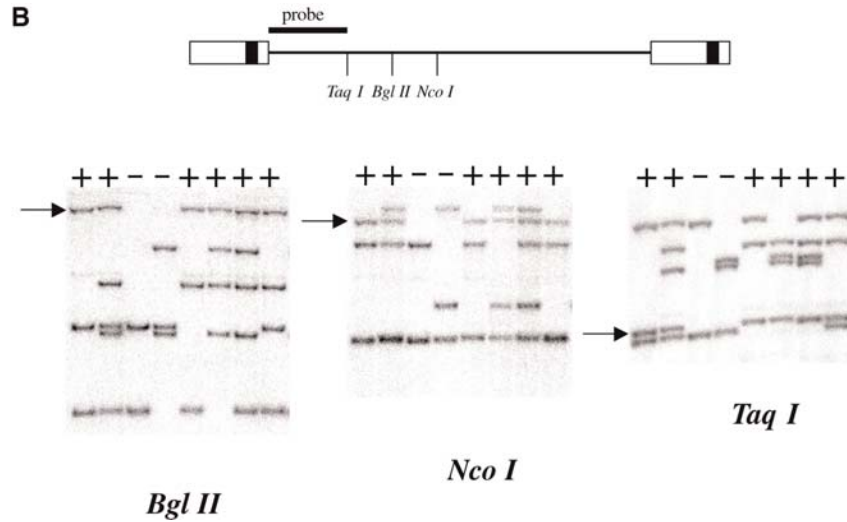 B
probe
Taq I Bgl II Nco I
+ + − − + + + +
+ + − − + + + +
+ + − − + + + +
Bgl II
Nco I
Taq I